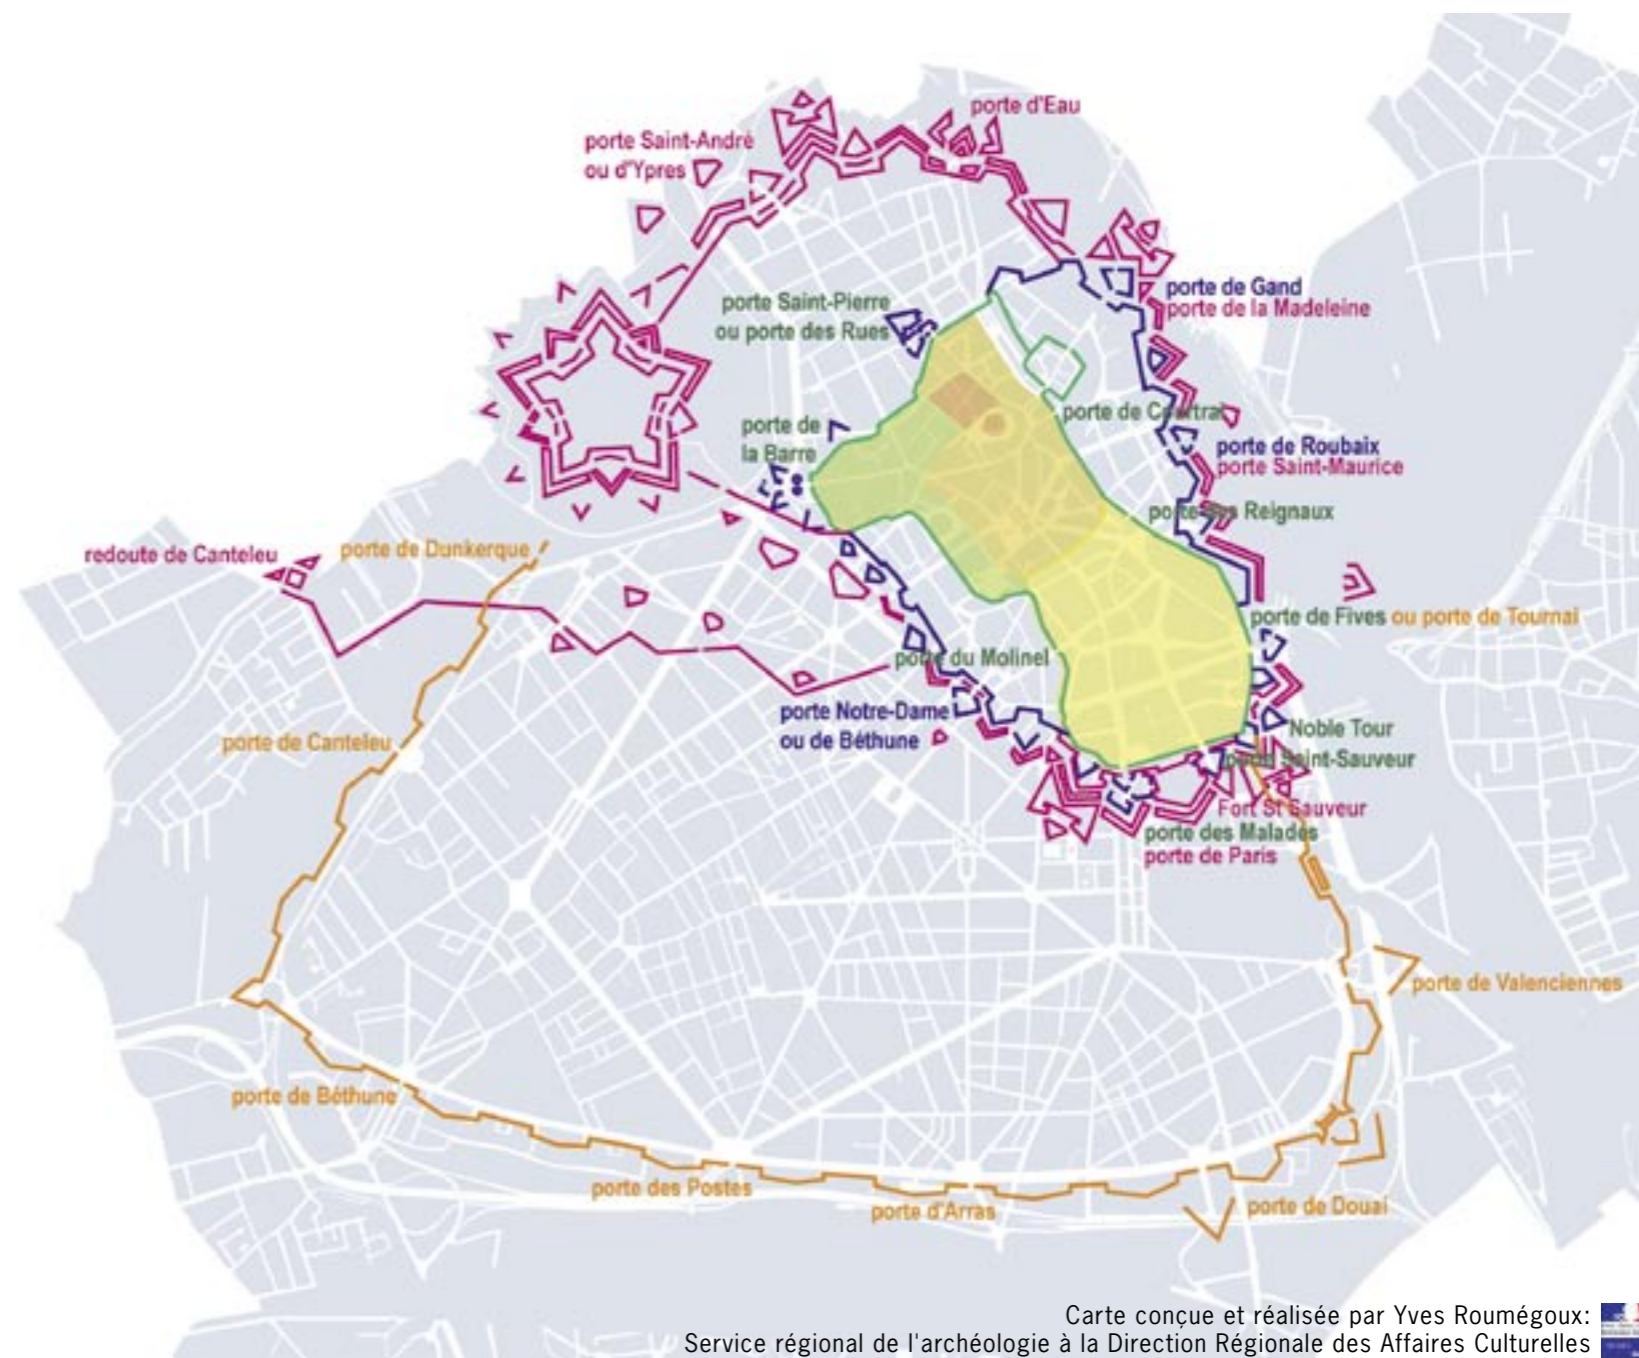 porte d'Eau
porte Saint-André
ou d'Ypres
porte de Gand
porte de la Madeleine
porte Saint-Pierre
ou porte des Rues
porte de Courtrai
porte de
la Barre
porte de Roubaix
porte Saint-Maurice
porte des Reignaux
redoute de Canteleu
porte de Dunkerque
porte de Fives ou porte de Tournai
porte du Molinel
porte Notre-Dame
ou de Béthune
Noble Tour
porte Saint-Sauveur
porte de Canteleu
Fort St Sauveur
porte des Malades
porte de Paris
porte de Valenciennes
porte de Béthune
porte des Postes
porte d'Arras
porte de Douai
Carte conçue et réalisée par Yves Roumégoux:
Service régional de l'archéologie à la Direction Régionale des Affaires Culturelles